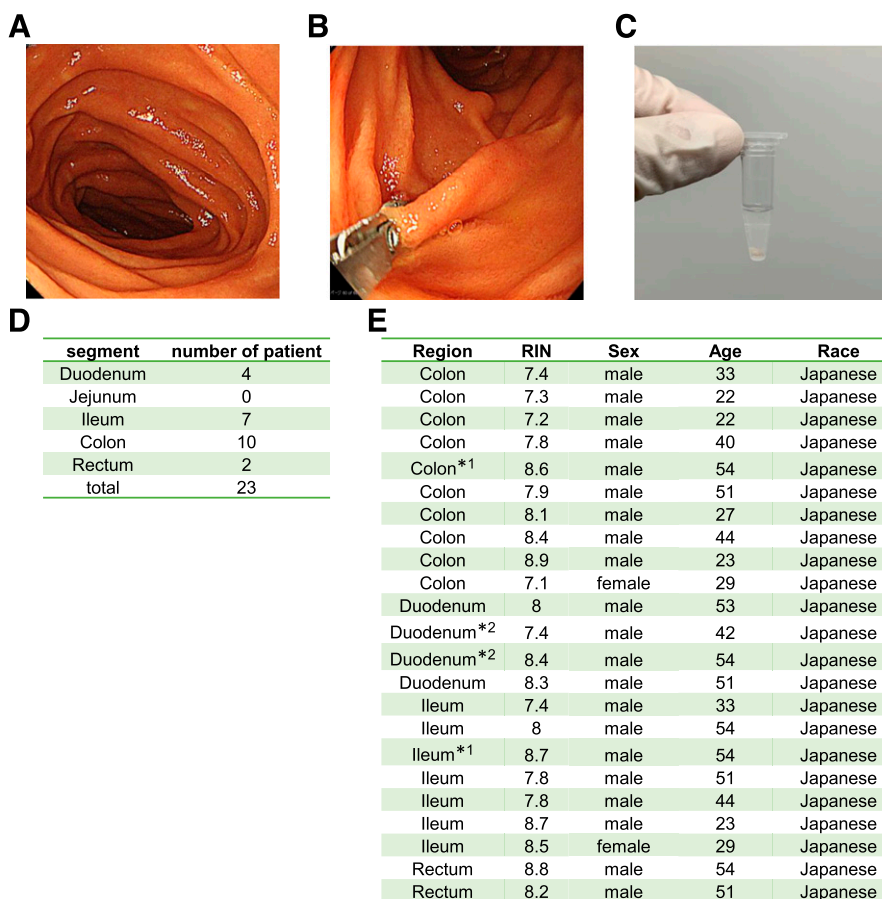 A
B
C
D
segment number of patient
Duodenum 4
Jejunum 0
Ileum 7
Colon 10
Rectum 2
total 23
E
Region RIN Sex Age Race
Colon 7.4 male 33 Japanese
Colon 7.3 male 22 Japanese
Colon 7.2 male 22 Japanese
Colon 7.8 male 40 Japanese
Colon*1 8.6 male 54 Japanese
Colon 7.9 male 51 Japanese
Colon 8.1 male 27 Japanese
Colon 8.4 male 44 Japanese
Colon 8.9 male 23 Japanese
Colon 7.1 female 29 Japanese
Duodenum 8 male 53 Japanese
Duodenum*2 7.4 male 42 Japanese
Duodenum*2 8.4 male 54 Japanese
Duodenum 8.3 male 51 Japanese
Ileum 7.4 male 33 Japanese
Ileum 8 male 54 Japanese
Ileum*1 8.7 male 54 Japanese
Ileum 7.8 male 51 Japanese
Ileum 7.8 male 44 Japanese
Ileum 8.7 male 23 Japanese
Ileum 8.5 female 29 Japanese
Rectum 8.8 male 54 Japanese
Rectum 8.2 male 51 Japanese